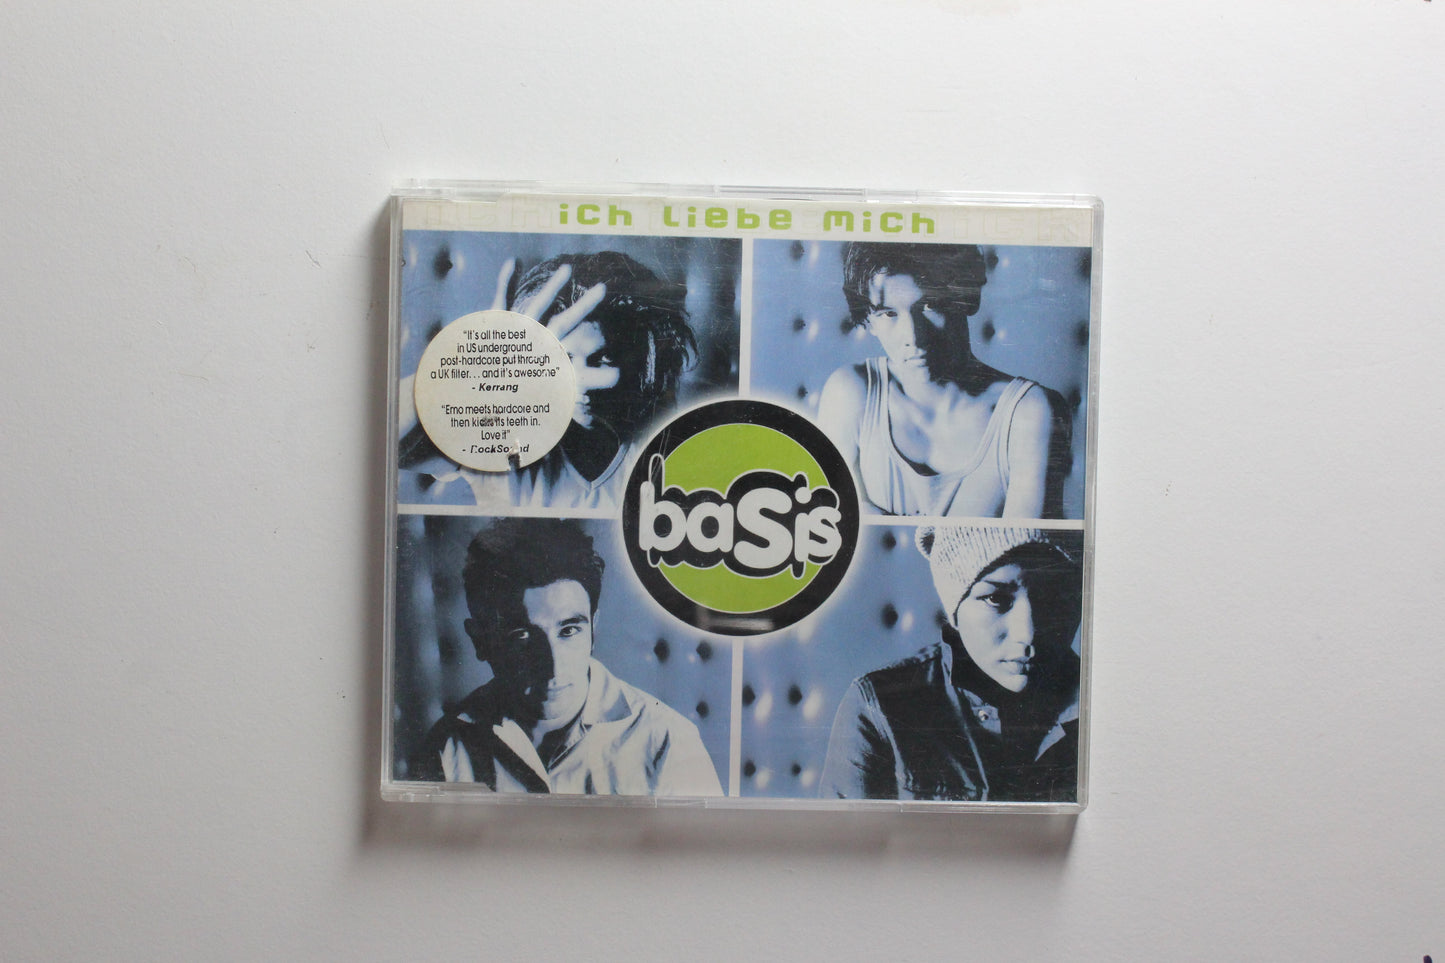 ich liebe mich
"It's all the best
in US underground
post-hardcore put through
a UK filter... and it's awesome"
- Kerrang
"Emo meets hardcore and
then kicks its teeth in.
Love it"
- RockSound
basis